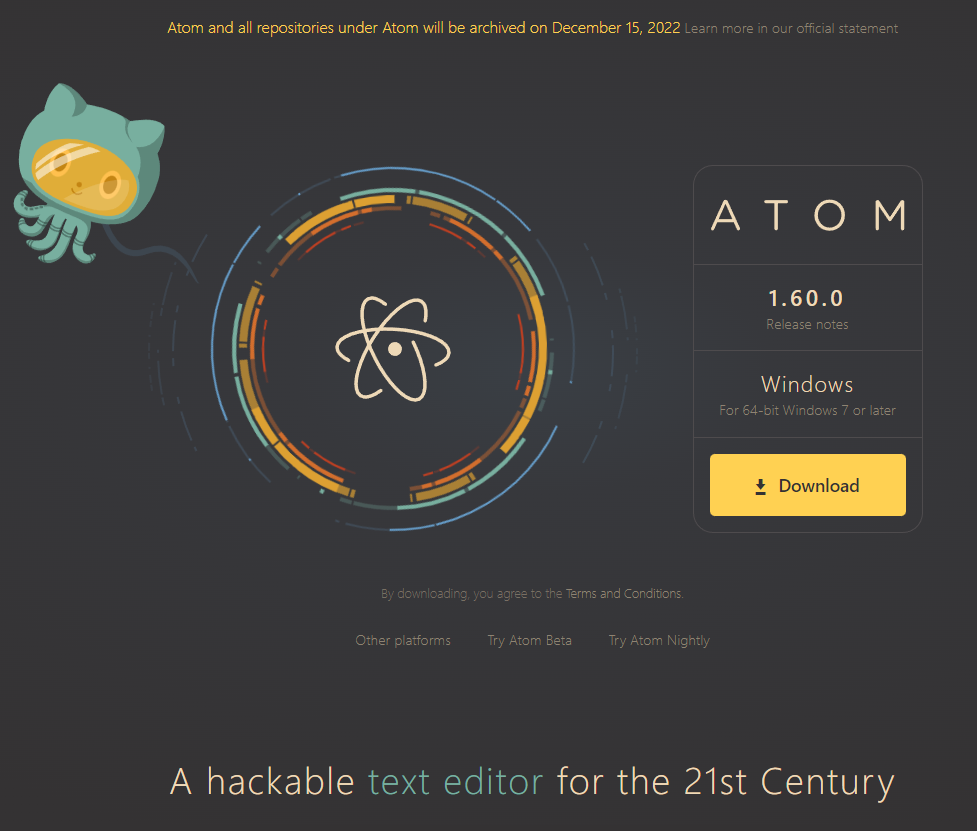 Atom and all repositories under Atom will be archived on December 15, 2022 Learn more in our official statement
ATOM
1.60.0
Release notes
Windows
For 64-bit Windows 7 or later
Download
By downloading, you agree to the Terms and Conditions.
Other platforms Try Atom Beta Try Atom Nightly
A hackable text editor for the 21st Century